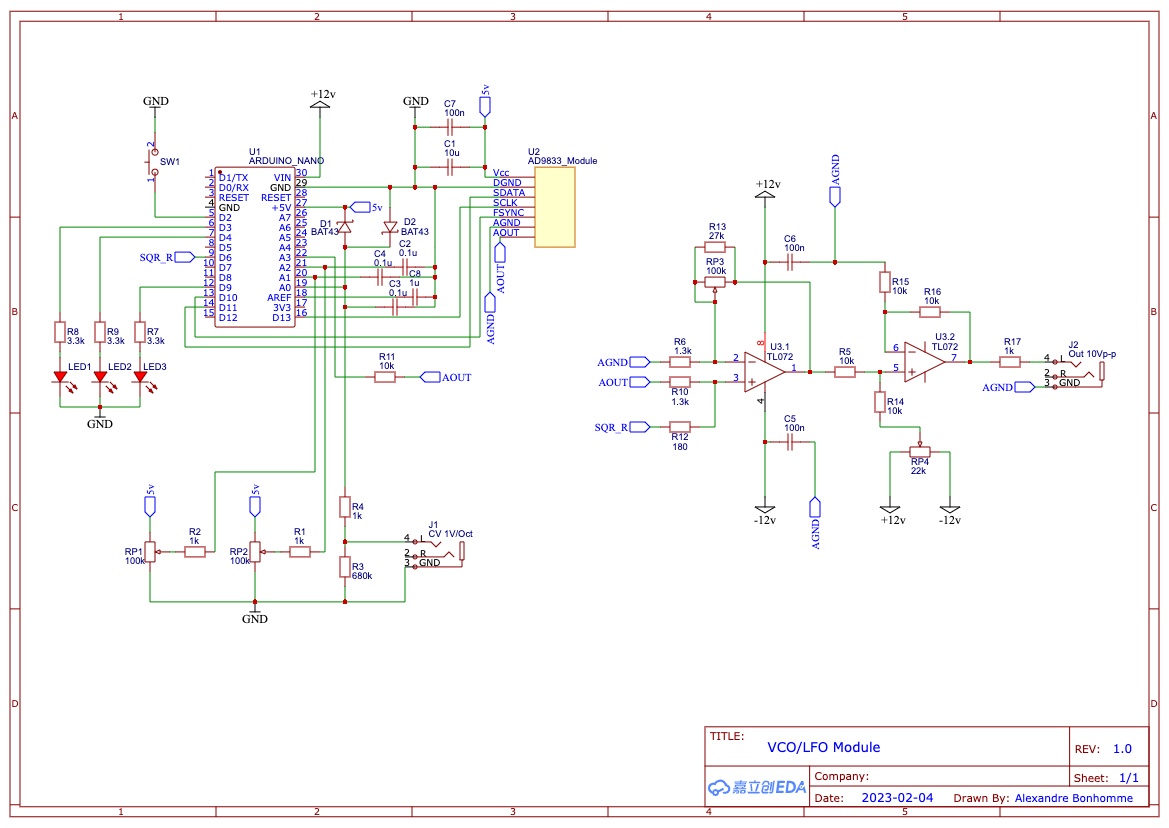 1 2 3 4 5
A
B
C
D
A
B
C
D
1 2 3 4 5
GND
SW1
2
1
+12v
GND
C7
100n
C1
10u
5v
U1
ARDUINO_NANO
1 D1/TX VIN 30
2 D0/RX GND 29
3 RESET RESET 28
4 GND +5V 27
5 D2 A7 26
6 D3 A6 25
7 D4 A5 24
8 D5 A4 23
9 D6 A3 22
10 D7 A2 21
11 D8 A1 20
12 D9 A0 19
13 D10 AREF 18
14 D11 3V3 17
15 D12 D13 16
SQR_R
5v
D1
BAT43
D2
BAT43
C2
0.1u
C4
0.1u
C8
1u
C3
0.1u
U2
AD9833_Module
Vcc
DGND
SDATA
SCLK
FSYNC
AGND
AOUT
AOUT
AGND
R8
3.3k
R9
3.3k
R7
3.3k
LED1
LED2
LED3
GND
R11
10k
AOUT
5v
5v
RP1
100k
R2
1k
RP2
100k
R1
1k
R4
1k
R3
680k
J1
CV 1V/Oct
4 L
2 R
3 GND
GND
+12v
AGND
R13
27k
RP3
100k
C6
100n
R15
10k
R16
10k
AGND
R6
1.3k
AOUT
R10
1.3k
SQR_R
R12
180
U3.1
TL072
8
2
3
1
4
R5
10k
U3.2
TL072
6
5
7
R17
1k
J2
Out 10Vp-p
4 L
2 R
3 GND
AGND
R14
10k
RP4
22k
C5
100n
-12v
AGND
+12v
-12v
TITLE:
VCO/LFO Module
REV: 1.0
嘉立创EDA
Company:
Sheet: 1/1
Date: 2023-02-04
Drawn By: Alexandre Bonhomme